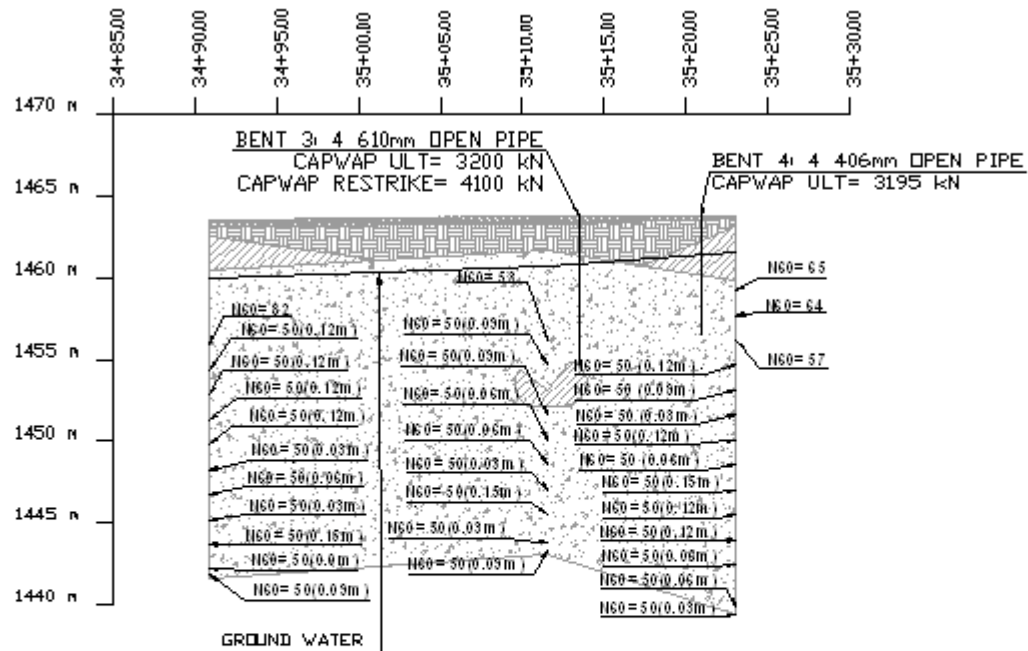 34+85.00
34+90.00
34+95.00
35+00.00
35+05.00
35+10.00
35+15.00
35+20.00
35+25.00
35+30.00
1470 m
1465 m
1460 m
1455 m
1450 m
1445 m
1440 m
BENT 3: 4 610mm OPEN PIPE
CAPWAP ULT= 3200 kN
CAPWAP RESTRIKE= 4100 kN
BENT 4: 4 406mm OPEN PIPE
CAPWAP ULT= 3195 kN
N60=82
N60=50(0.12m)
N60=50(0.12m)
N60=50(0.12m)
N60=50(0.12m)
N60=50(0.03m)
N60=50(0.06m)
N60=50(0.03m)
N60=50(0.15m)
N60=50(0.0m)
N60=50(0.09m)
N60=58
N60=50(0.09m)
N60=50(0.09m)
N60=50(0.06m)
N60=50(0.06m)
N60=50(0.03m)
N60=50(0.15m)
N60=50(0.03m)
N60=50(0.09m)
N60=65
N60=64
N60=57
N60=50 (0.12m)
N60=50 (0.09m)
N60=50 (0.03m)
N60=50(0.12m)
N60=50 (0.06m)
N60=50(0.15m)
N60=50(0.12m)
N60=50(0.12m)
N60=50(0.06m)
N60=50(0.06m)
N60=50(0.03m)
GROUND WATER